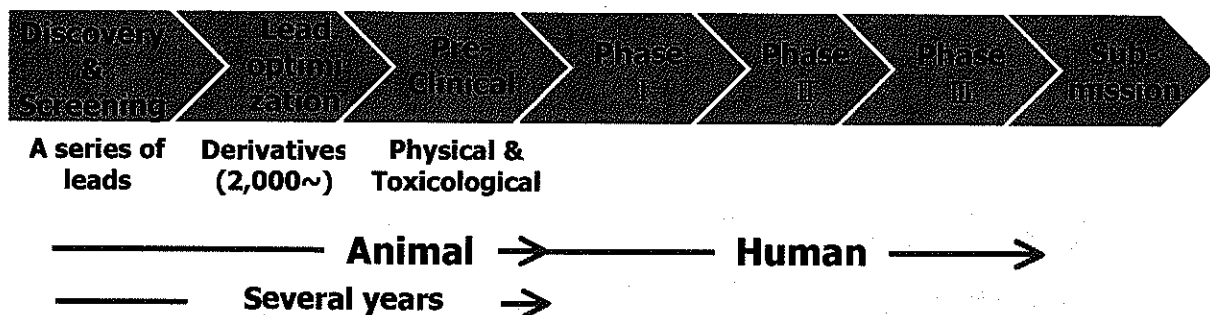 Discovery
&
Screening
Lead
optimi
zation
Pre-
Clinical
Phase
I
Phase
II
Phase
III
Sub-
mission
A series of
leads
Derivatives
(2,000~)
Physical &
Toxicological
Animal
Human
Several years